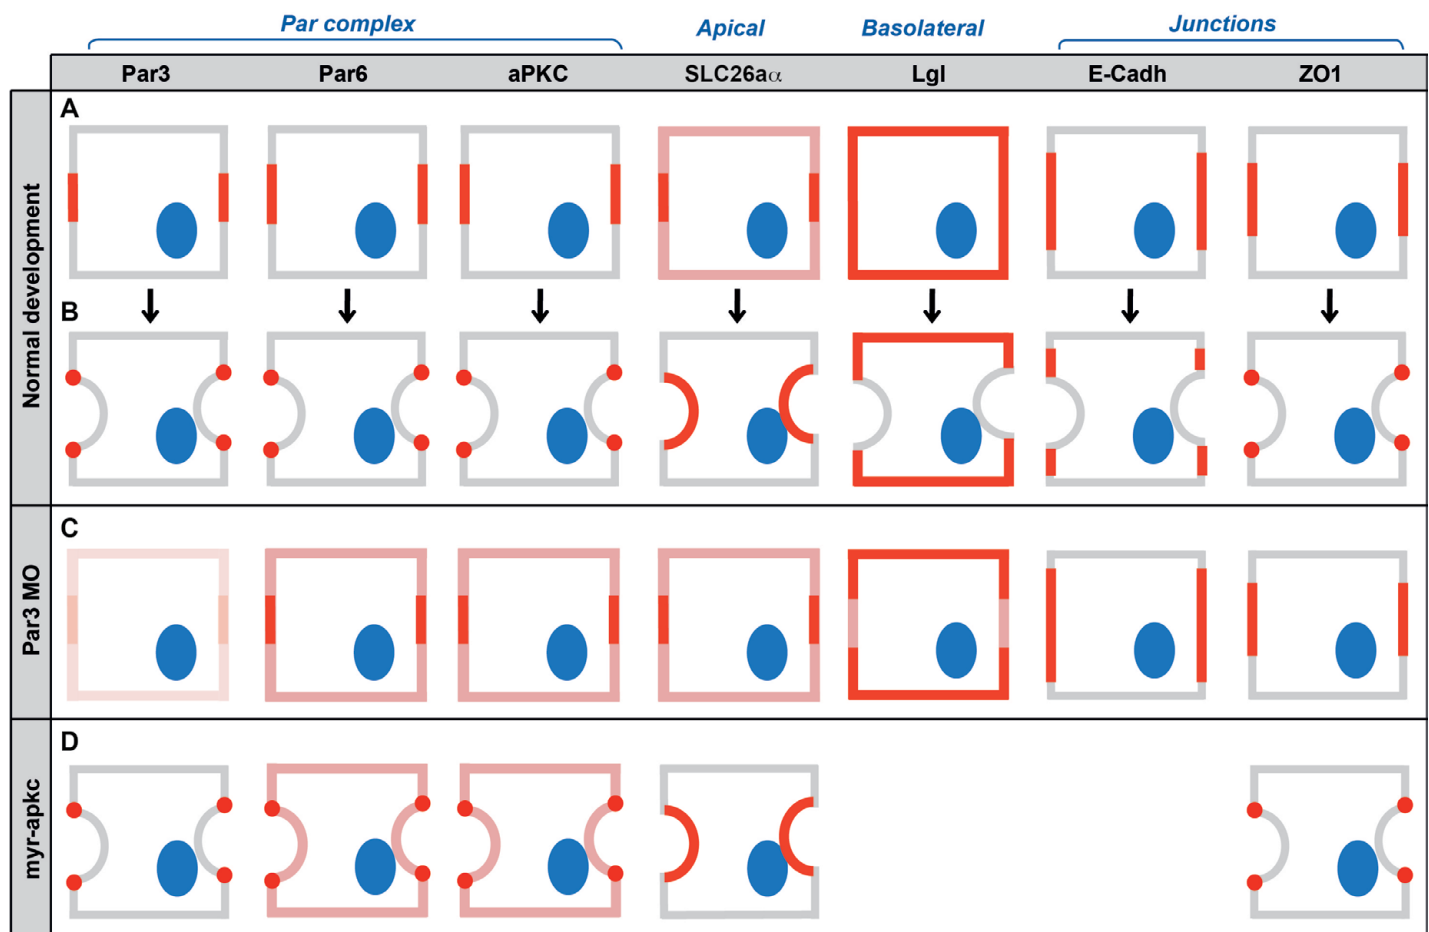 Par complex Apical Basolateral Junctions
Par3 Par6 aPKC SLC26aα Lgl E-Cadh ZO1
Normal development
A
B
Par3 MO
C
myr-apkc
D